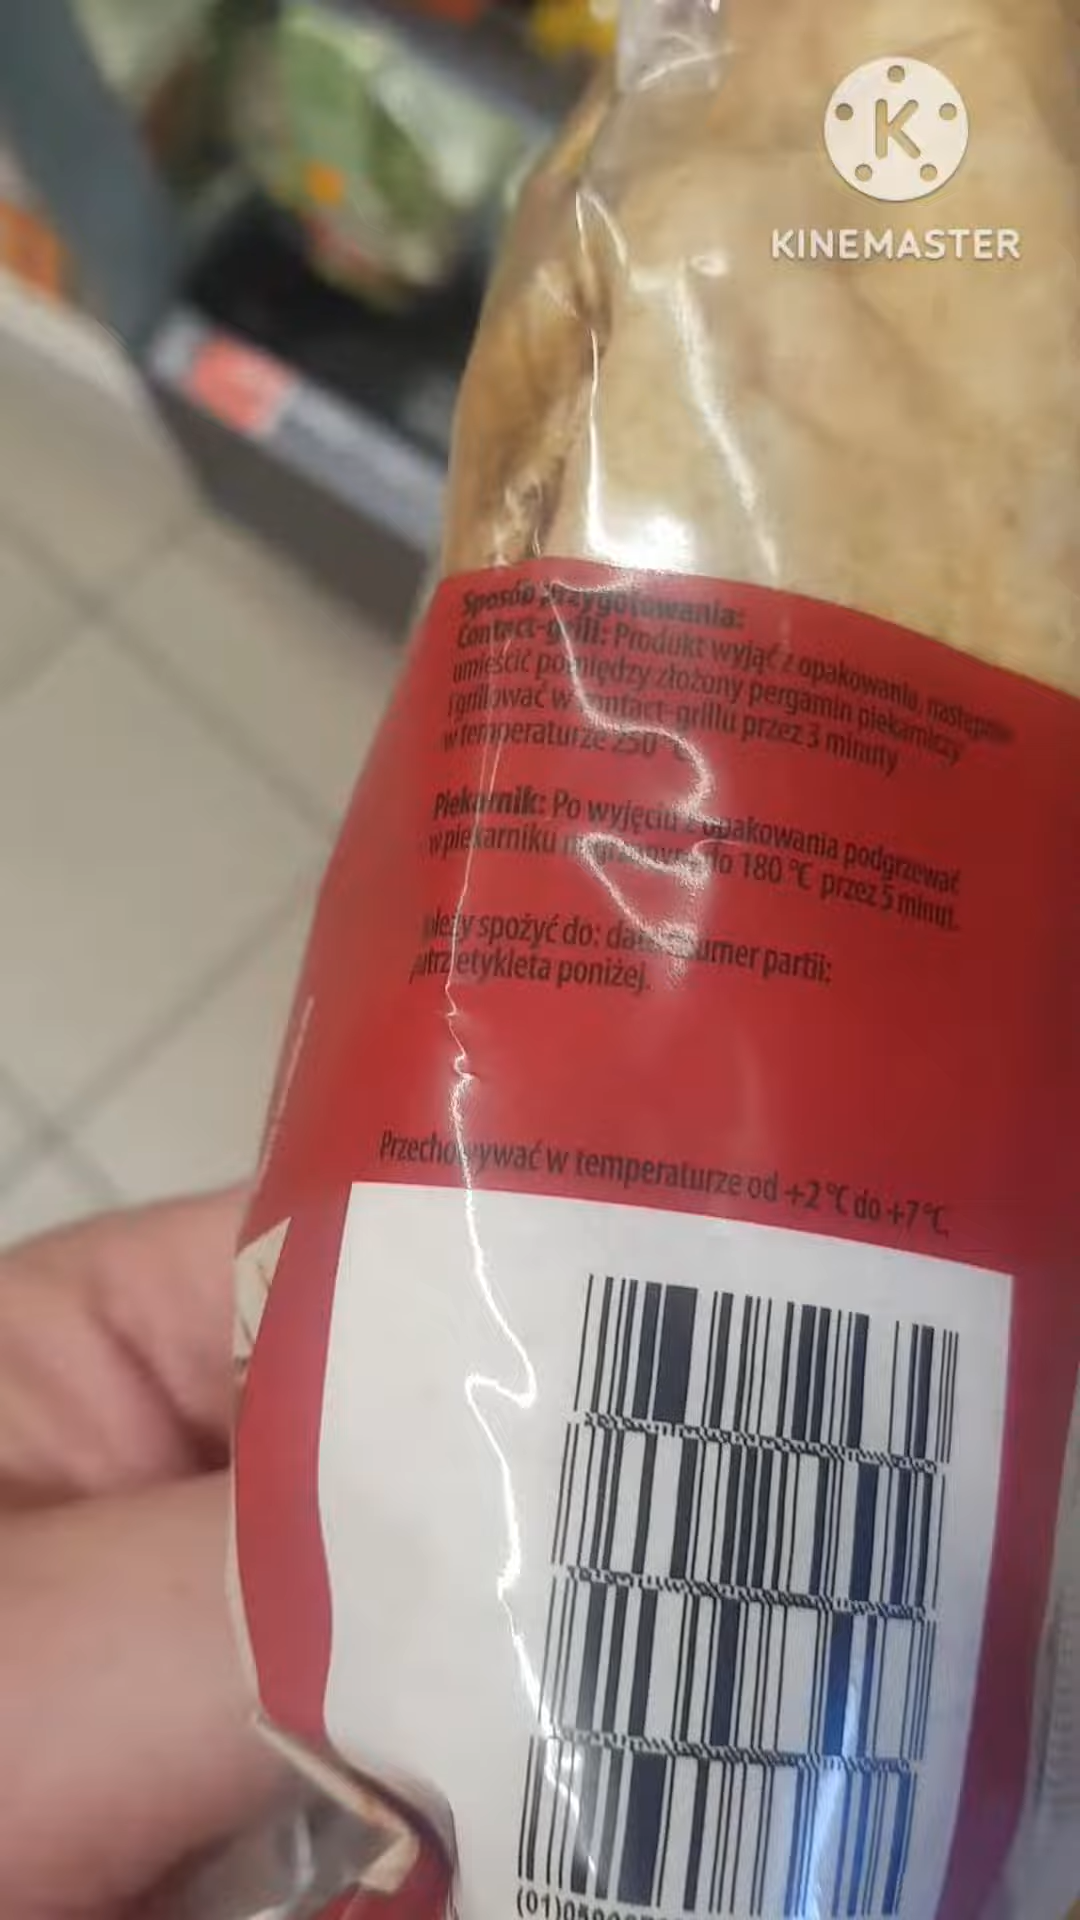 KINEMASTER
Sposób przygotowania:
Contact-grill: Produkt wyjąć z opakowania, następnie
umieścić pomiędzy złożony pergamin piekarniczy
i grillować w contact-grillu przez 3 minuty
w temperaturze 250 °C
Piekarnik: Po wyjęciu z opakowania podgrzewać
w piekarniku nagrzanym do 180 °C przez 5 minut.
Należy spożyć do: data numer partii:
patrz etykieta poniżej.
Przechowywać w temperaturze od +2 °C do +7 °C.